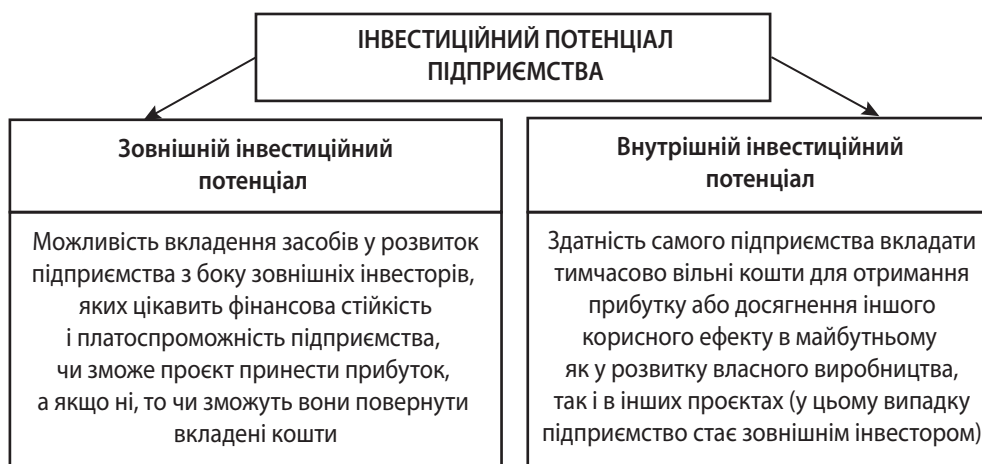 ІНВЕСТИЦІЙНИЙ ПОТЕНЦІАЛ
ПІДПРИЄМСТВА
Зовнішній інвестиційний
потенціал
Можливість вкладення засобів у розвиток
підприємства з боку зовнішніх інвесторів,
яких цікавить фінансова стійкість
і платоспроможність підприємства,
чи зможе проєкт принести прибуток,
а якщо ні, то чи зможуть вони повернути
вкладені кошти
Внутрішній інвестиційний
потенціал
Здатність самого підприємства вкладати
тимчасово вільні кошти для отримання
прибутку або досягнення іншого
корисного ефекту в майбутньому
як у розвитку власного виробництва,
так і в інших проєктах (у цьому випадку
підприємство стає зовнішнім інвестором)